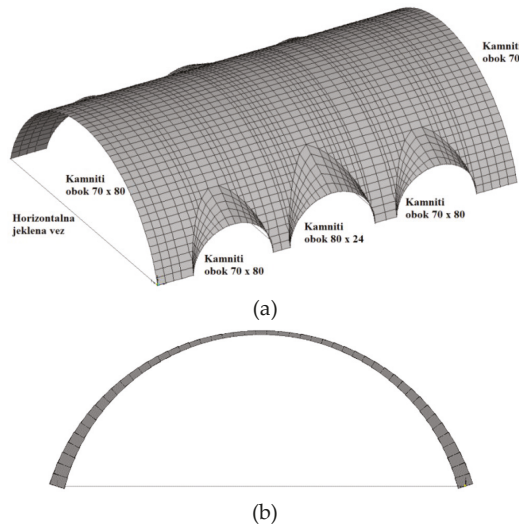 Kamniti
obok 70
Kamniti
obok 70 x 80
Horizontalna
jeklena vez
Kamniti
obok 70 x 80
Kamniti
obok 80 x 24
Kamniti
obok 70 x 80
(a)
(b)